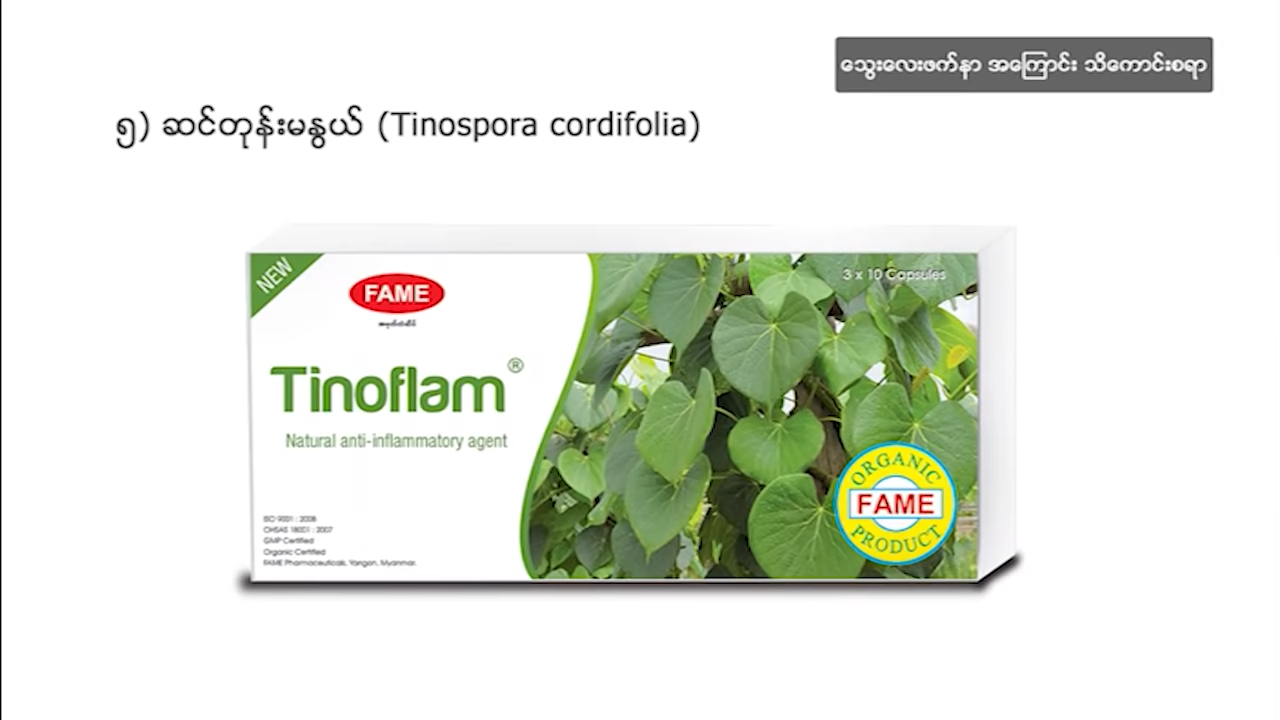 သွေးလေးဖက်နာ အကြောင်း သိကောင်းစရာ
၅) ဆင်တုန်းမနွယ် (Tinospora cordifolia)
NEW
FAME
3 x 10 Capsules
Tinoflam®
Natural anti-inflammatory agent
ORGANIC
FAME
PRODUCT
ISO 9001 : 2008
OHSAS 18001 : 2007
GMP Certified
Organic Certified
FAME Pharmaceuticals, Yangon, Myanmar.